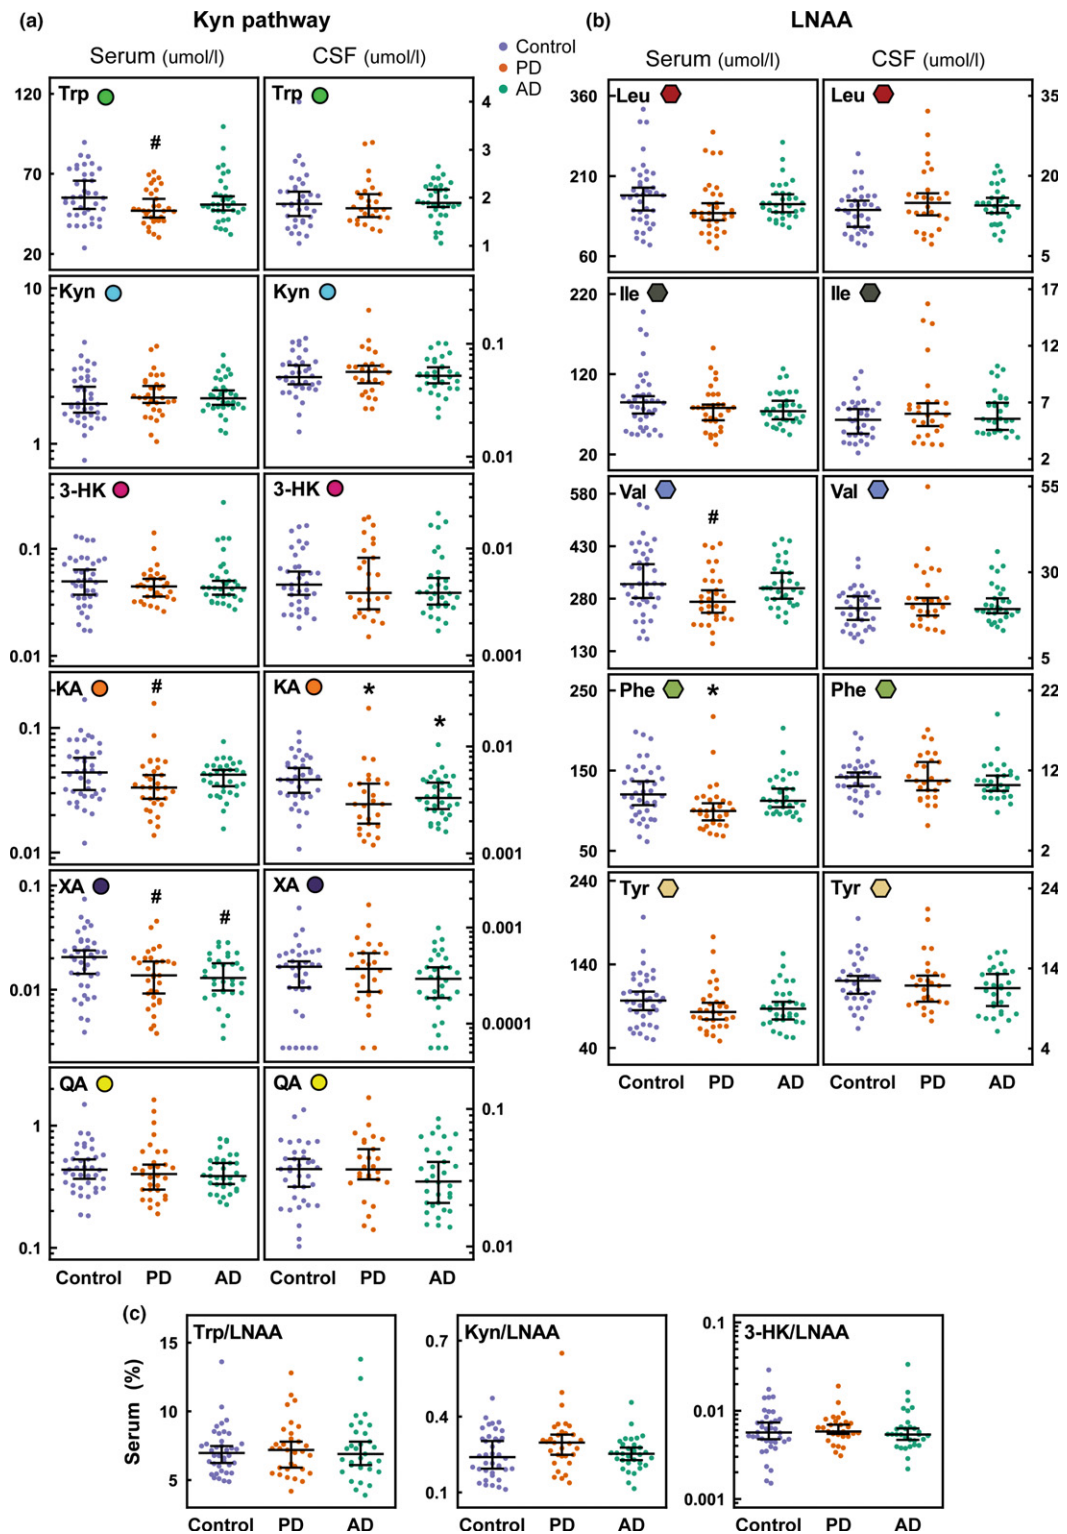 (a) Kyn pathway
Serum (umol/l) CSF (umol/l)
Control
PD
AD
Trp Trp
120
70
20
4
3
2
1
#
Kyn Kyn
10
1
0.1
0.01
3-HK 3-HK
0.1
0.01
0.01
0.001
KA KA
# * *
0.1
0.01
0.01
0.001
XA XA
# #
0.1
0.01
0.001
0.0001
QA QA
1
0.1
0.1
0.01
Control PD AD Control PD AD
(b) LNAA
Serum (umol/l) CSF (umol/l)
Leu Leu
360
210
60
35
20
5
Ile Ile
220
120
20
17
12
7
2
Val Val
#
580
430
280
130
55
30
5
Phe Phe
*
250
150
50
22
12
2
Tyr Tyr
240
140
40
24
14
4
Control PD AD Control PD AD
(c)
Serum (%)
Trp/LNAA
15
10
5
Control PD AD
Kyn/LNAA
0.7
0.4
0.1
Control PD AD
3-HK/LNAA
0.1
0.01
0.001
Control PD AD